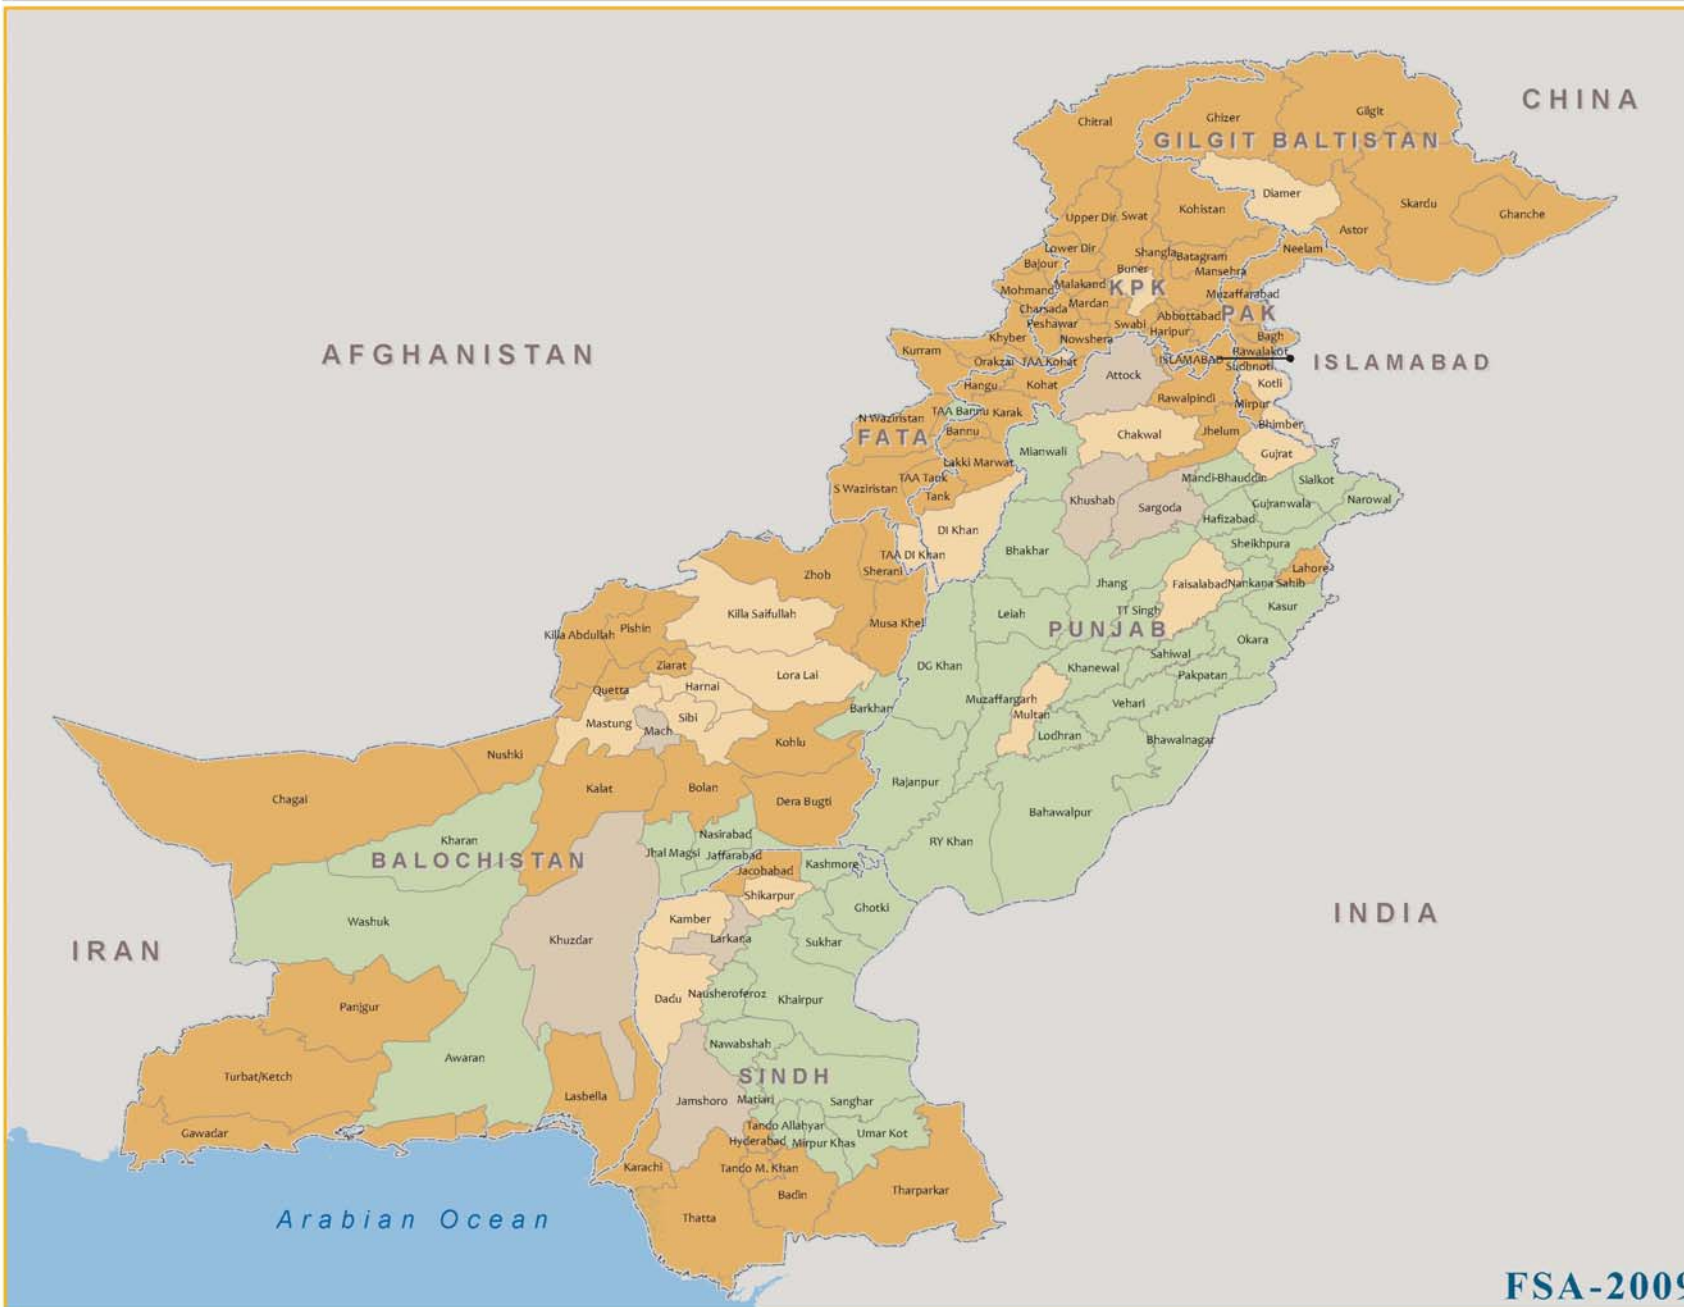 CHINA
Chitral
Ghizer
Gilgit
GILGIT BALTISTAN
Diamer
Skardu
Ghanche
Astor
Upper Dir
Swat
Kohistan
Neelam
Lower Dir
Shangla
Batagram
Bajour
Buner
Mansehra
Mohmand
Malakand
KPK
Muzaffarabad
Charsada
Mardan
Abbottabad
PAK
Peshawar
Swabi
Haripur
Khyber
Nowshera
Bagh
Rawalakot
AFGHANISTAN
Kurram
Orakzai
TAA Kohat
ISLAMABAD
Sudhnoti
ISLAMABAD
Attock
Hangu
Kohat
Kotli
Rawalpindi
Mirpur
N Waziristan
TAA Bannu
Karak
Bhimber
FATA
Bannu
Chakwal
Jhelum
Mianwali
Gujrat
Lakki Marwat
TAA Tank
Mandi-Bhauddin
Sialkot
S Waziristan
Tank
Khushab
Sargoda
Gujranwala
Narowal
Hafizabad
DI Khan
TAA DI Khan
Bhakhar
Sheikhpura
Zhob
Sherani
Lahore
Jhang
Faisalabad
Nankana Sahib
Killa Saifullah
Musa Khel
Leiah
TT Singh
Kasur
Killa Abdullah
Pishin
PUNJAB
Okara
Ziarat
Lora Lai
DG Khan
Khanewal
Sahiwal
Pakpatan
Quetta
Harnai
Muzaffargarh
Vehari
Mastung
Sibi
Barkhan
Multan
Mach
Lodhran
Bhawalnagar
Nushki
Kohlu
Chagai
Kalat
Bolan
Dera Bugti
Rajanpur
Bahawalpur
Kharan
Nasirabad
RY Khan
BALOCHISTAN
Jhal Magsi
Jaffarabad
Kashmore
Jacobabad
Shikarpur
Washuk
Kamber
Ghotki
INDIA
IRAN
Khuzdar
Larkana
Sukhar
Panjgur
Dadu
Nausheroferoz
Khairpur
Awaran
Nawabshah
Turbat/Ketch
SINDH
Lasbella
Jamshoro
Matiari
Sanghar
Gawadar
Tando Allahyar
Umar Kot
Hyderabad
Mirpur Khas
Karachi
Tando M. Khan
Badin
Tharparkar
Thatta
Arabian Ocean
FSA-2009